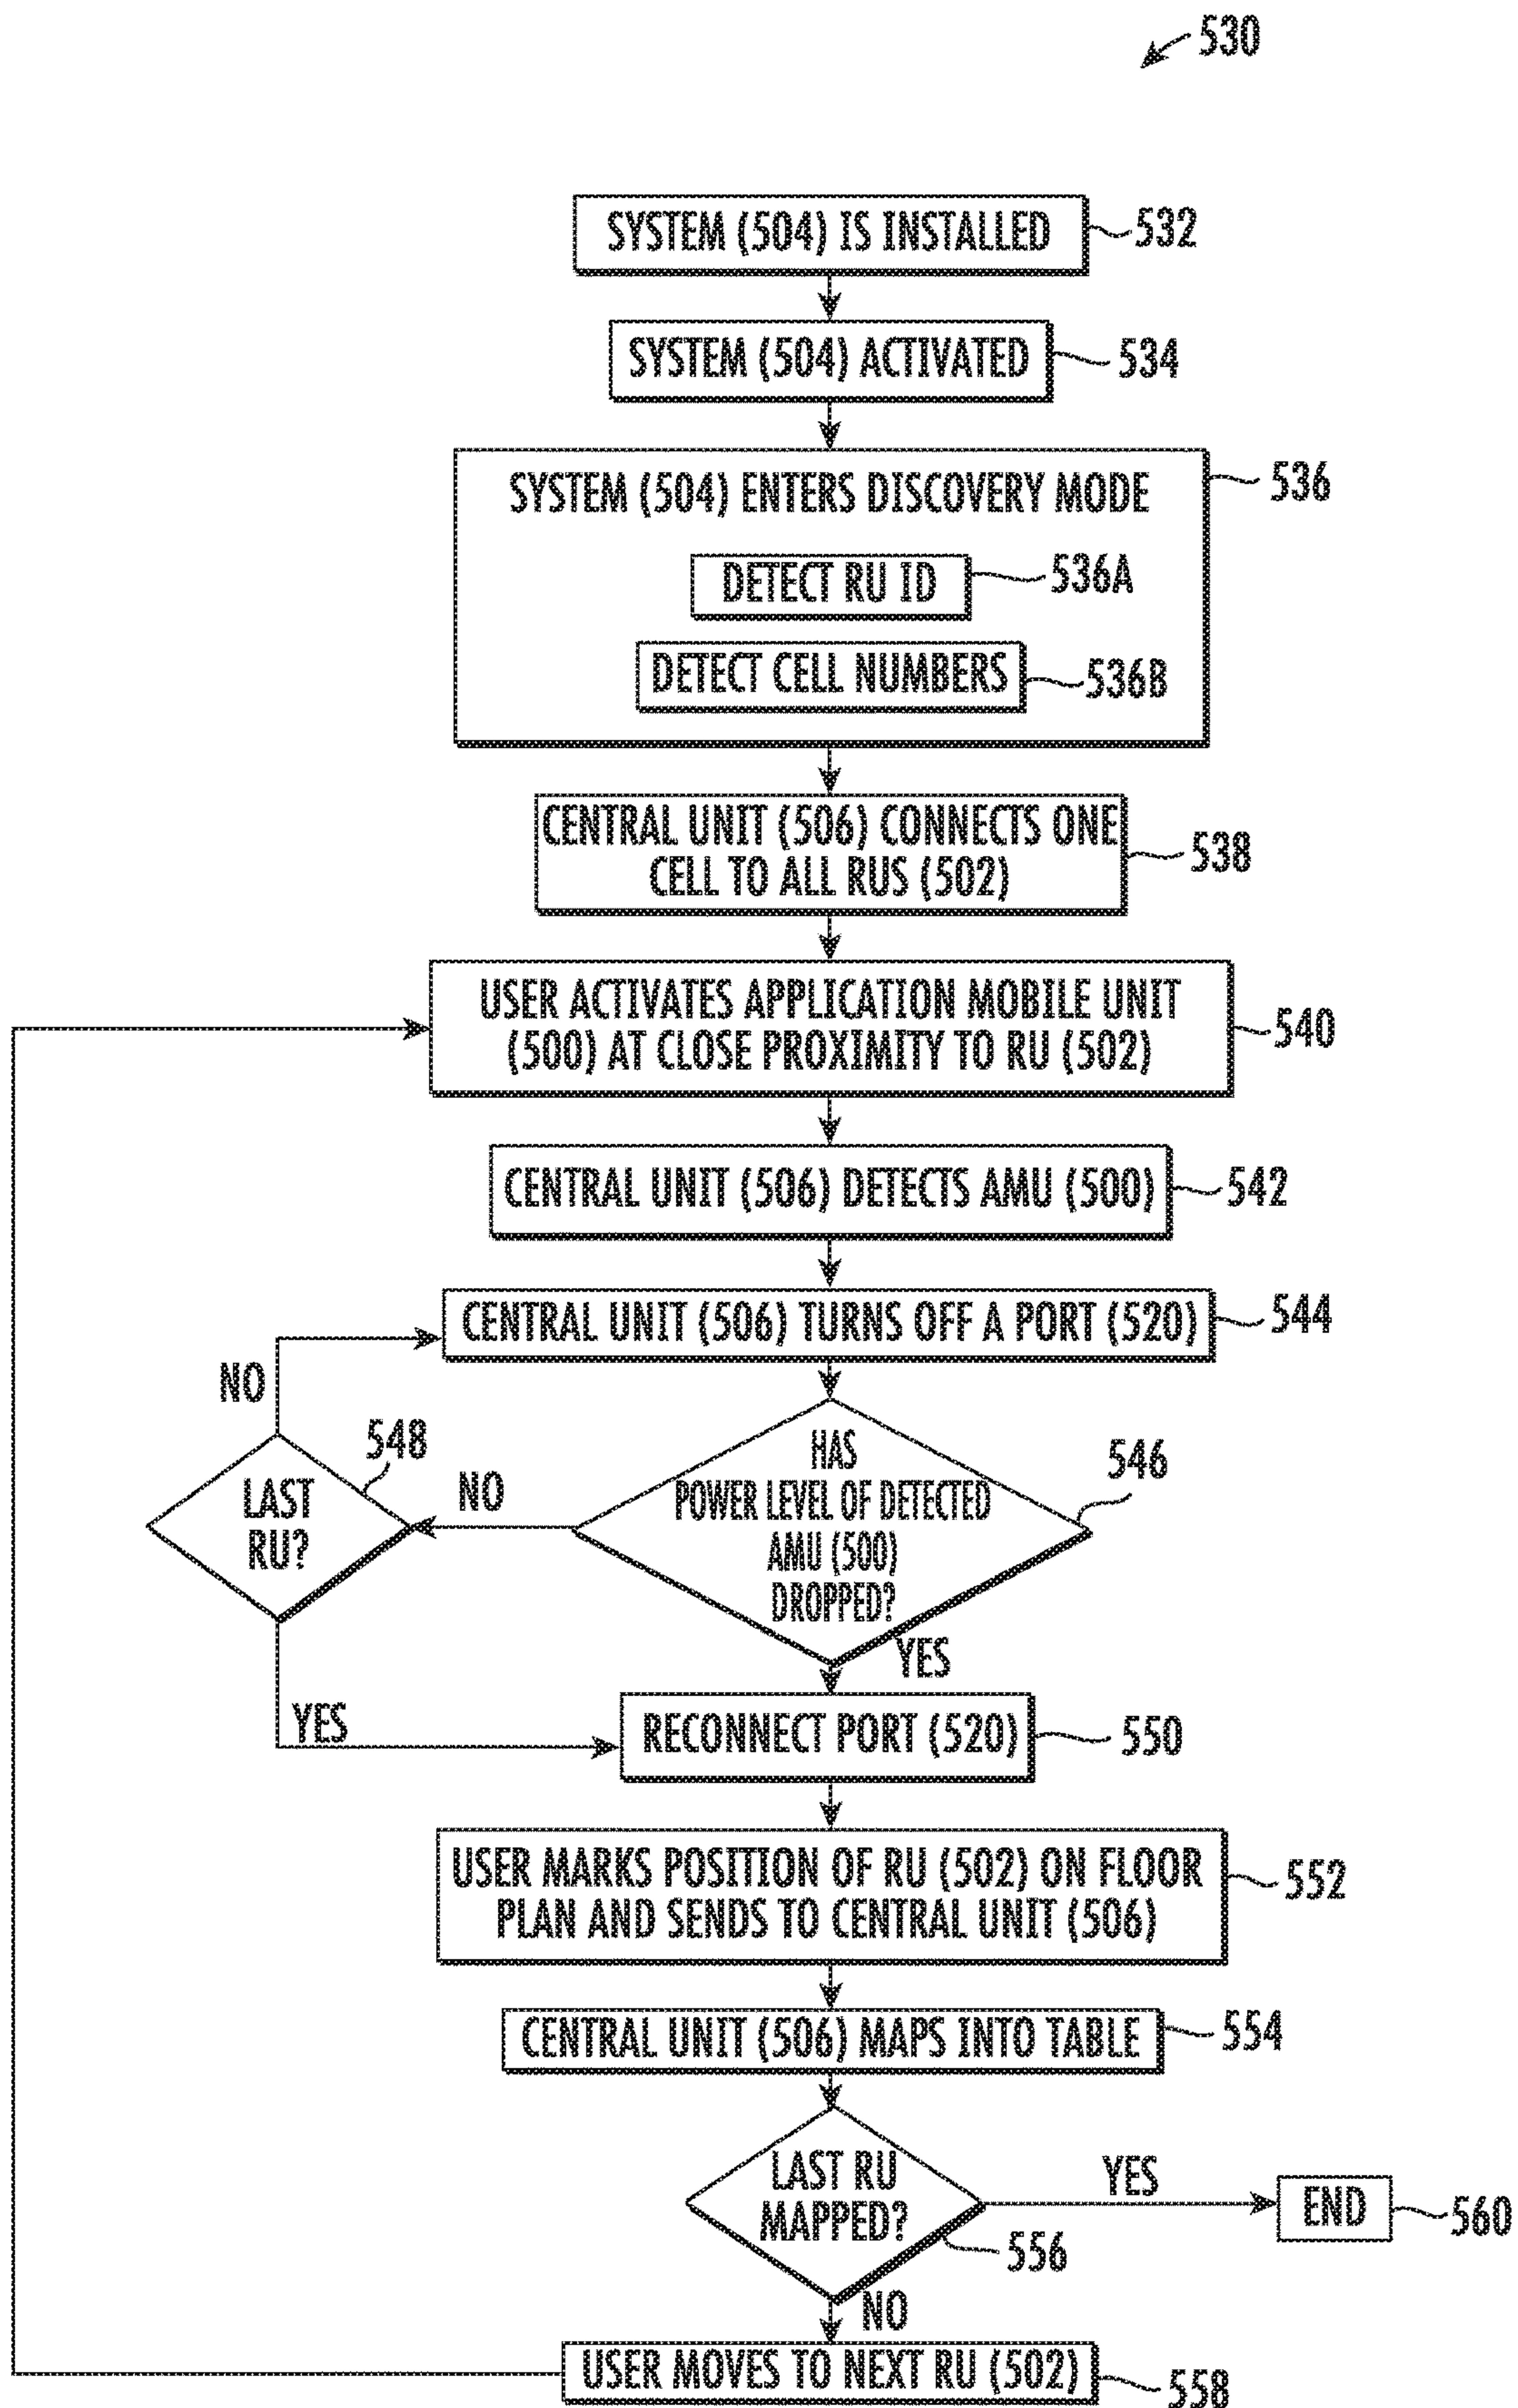 530
SYSTEM (504) IS INSTALLED
532
SYSTEM (504) ACTIVATED
534
SYSTEM (504) ENTERS DISCOVERY MODE
536
DETECT RU ID
536A
DETECT CELL NUMBERS
536B
CENTRAL UNIT (506) CONNECTS ONE
CELL TO ALL RUS (502)
538
USER ACTIVATES APPLICATION MOBILE UNIT
(500) AT CLOSE PROXIMITY TO RU (502)
540
CENTRAL UNIT (506) DETECTS AMU (500)
542
CENTRAL UNIT (506) TURNS OFF A PORT (520)
544
NO
548
LAST
RU?
NO
HAS
POWER LEVEL OF DETECTED
AMU (500)
DROPPED?
546
YES
YES
RECONNECT PORT (520)
550
USER MARKS POSITION OF RU (502) ON FLOOR
PLAN AND SENDS TO CENTRAL UNIT (506)
552
CENTRAL UNIT (506) MAPS INTO TABLE
554
LAST RU
MAPPED?
556
YES
END
560
NO
USER MOVES TO NEXT RU (502)
558